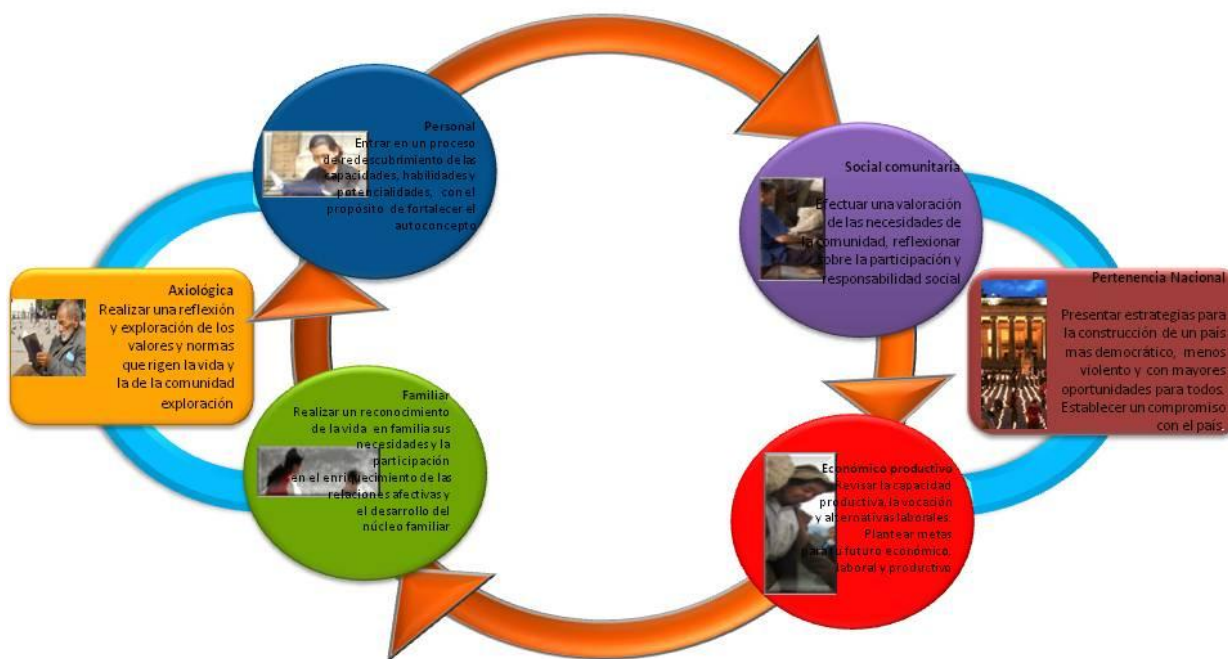 Personal
Entrar en un proceso
de redescubrimiento de las
capacidades, habilidades y
potencialidades, con el
propósito de fortalecer el
autoconcepto
Social comunitaria
Efectuar una valoración
de las necesidades de
la comunidad, reflexionar
sobre la participación y
responsabilidad social
Axiológica
Realizar una reflexión
y exploración de los
valores y normas
que rigen la vida y
la de la comunidad
exploración
Pertenencia Nacional
Presentar estrategias para
la construcción de un país
mas democrático, menos
violento y con mayores
oportunidades para todos.
Establecer un compromiso
con el país.
Familiar
Realizar un reconocimiento
de la vida en familia sus
necesidades y la
participación
en el enriquecimiento de las
relaciones afectivas y
el desarrollo del
núcleo familiar
Económico productivo
Revisar la capacidad
productiva, la vocación
y alternativas laborales.
Plantear metas
para tu futuro económico,
laboral y productivo